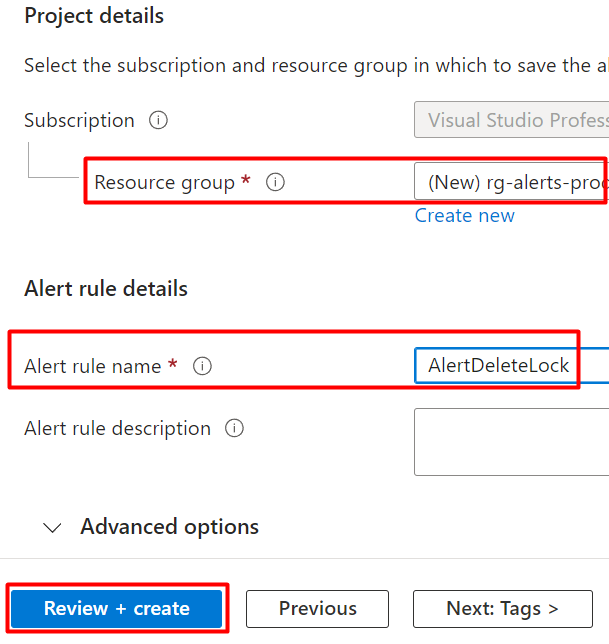 Project details
Select the subscription and resource group in which to save the al
Subscription
Visual Studio Profess
Resource group *
(New) rg-alerts-prod
Create new
Alert rule details
Alert rule name *
AlertDeleteLock
Alert rule description
Advanced options
Review + create
Previous
Next: Tags >